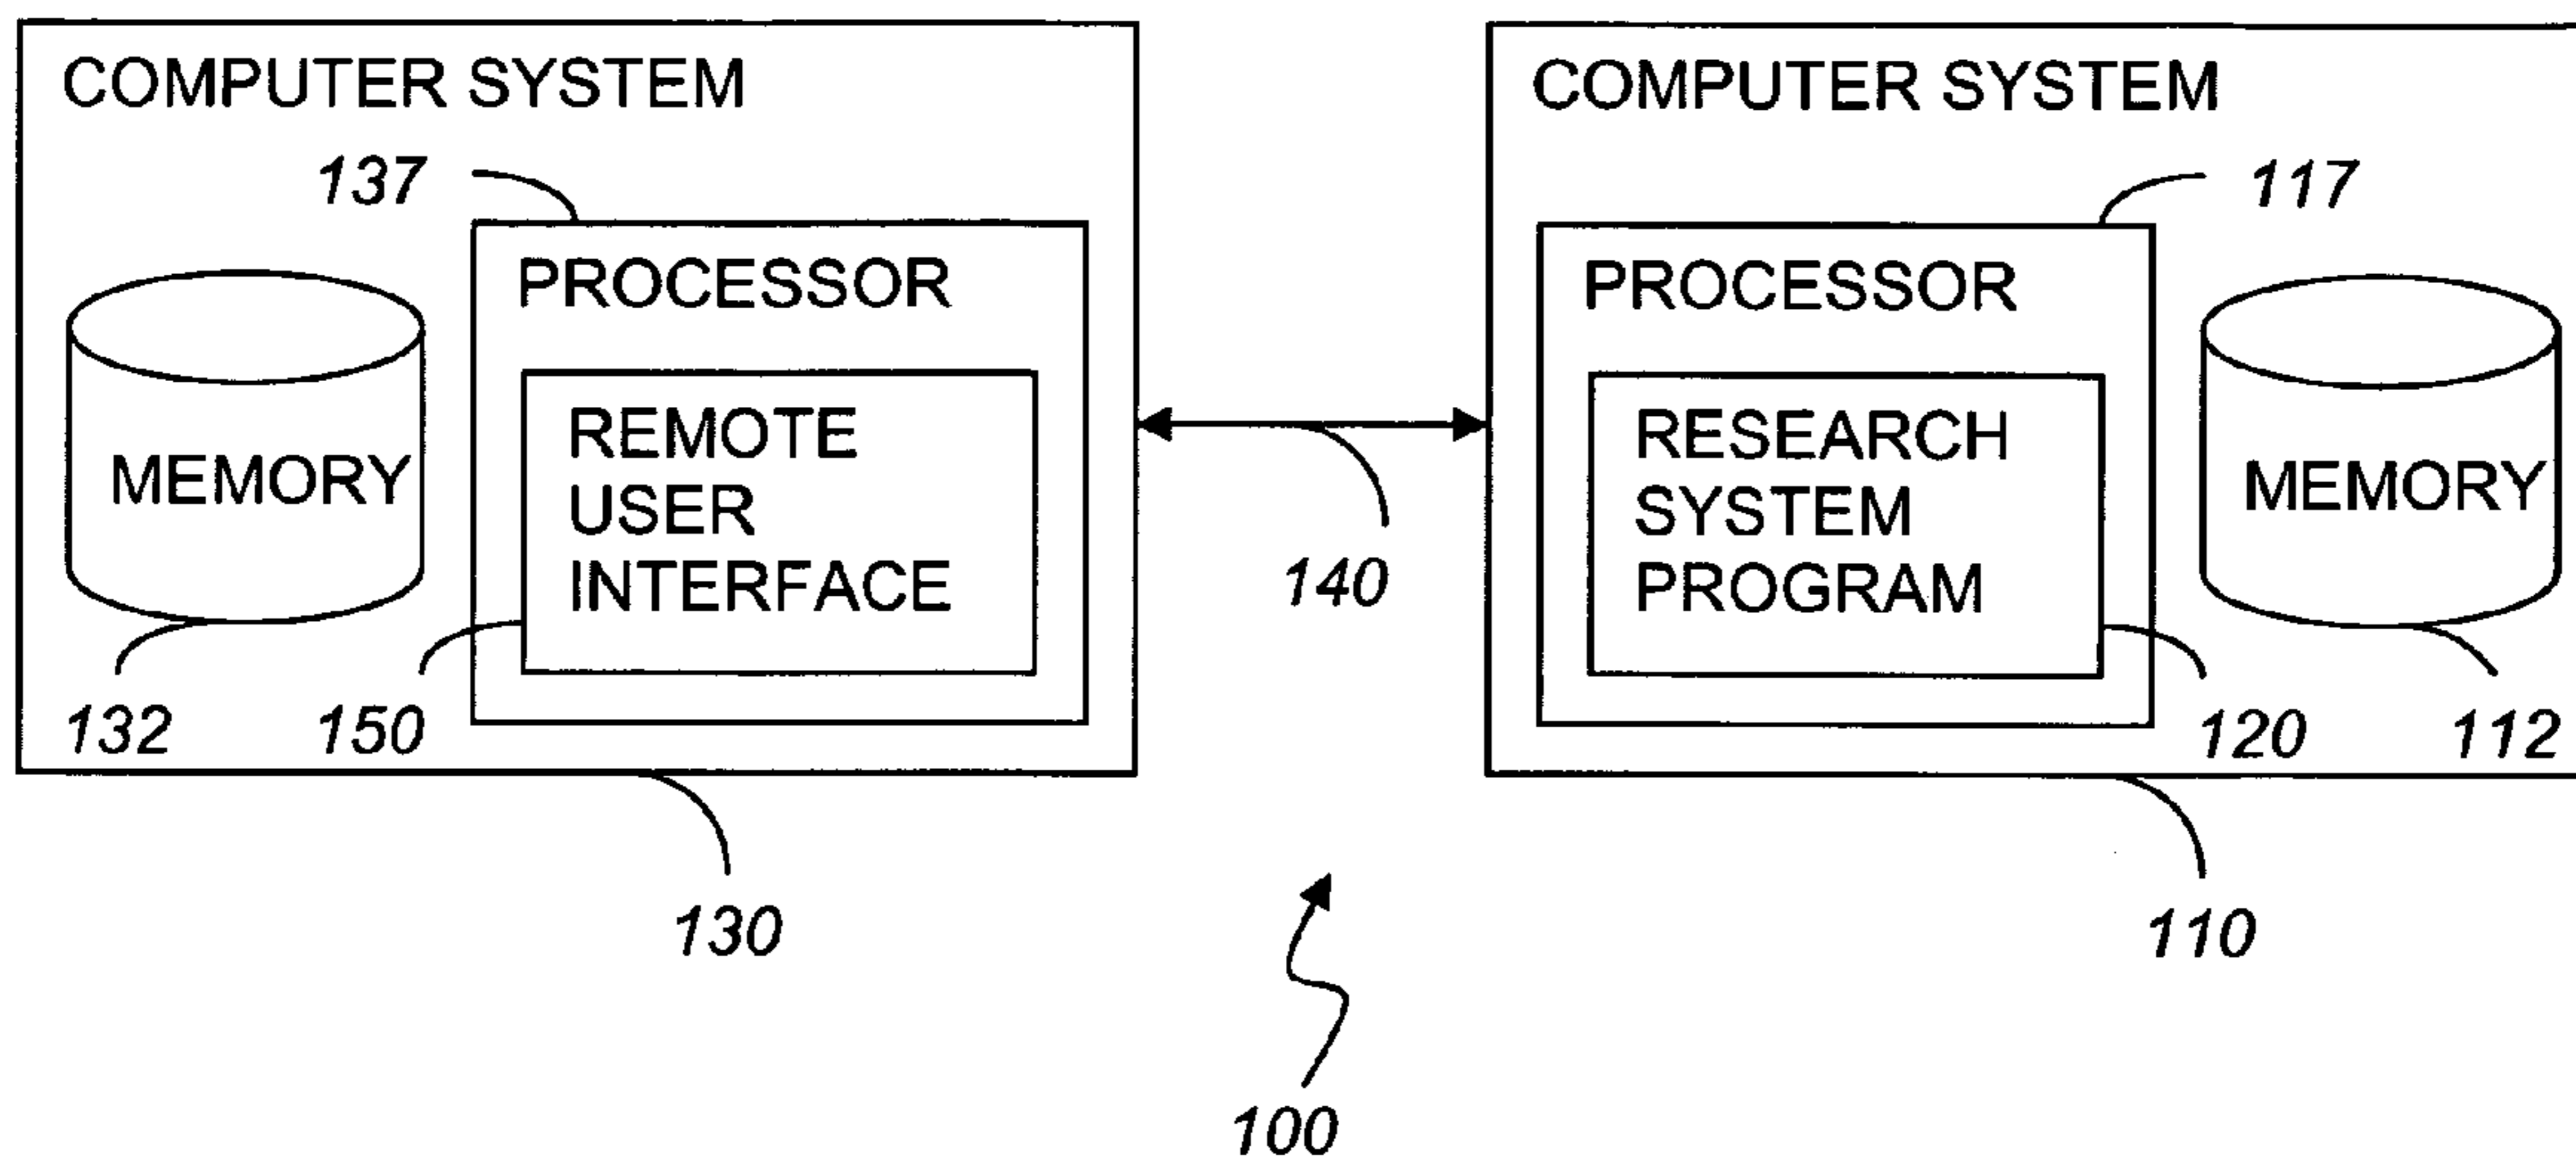 COMPUTER SYSTEM
137
PROCESSOR
MEMORY
REMOTE
USER
INTERFACE
132
150
130
140
COMPUTER SYSTEM
117
PROCESSOR
RESEARCH
SYSTEM
PROGRAM
MEMORY
120
112
110
100